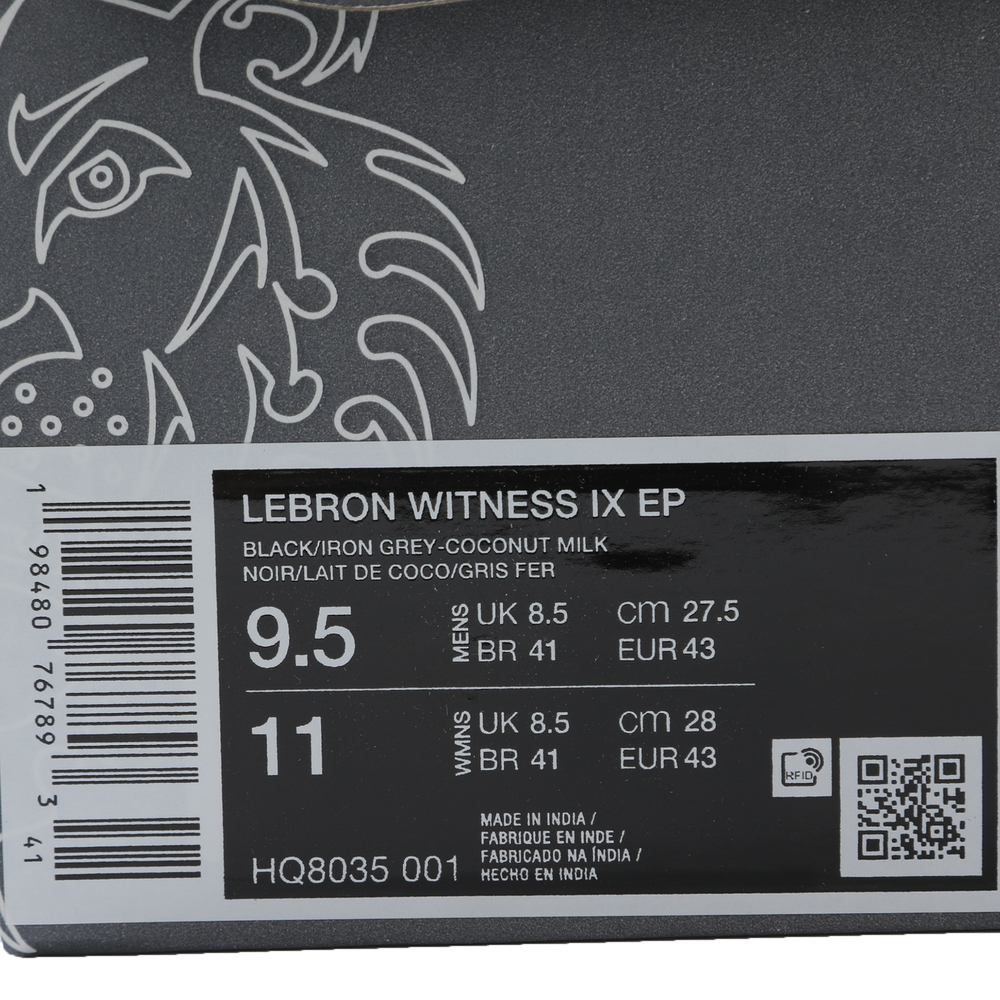 LEBRON WITNESS IX EP
BLACK/IRON GREY-COCONUT MILK
NOIR/LAIT DE COCO/GRIS FER
9.5 MENS UK 8.5 cm 27.5
BR 41 EUR 43
11 WMNS UK 8.5 cm 28
BR 41 EUR 43
RFID
MADE IN INDIA /
FABRIQUE EN INDE /
FABRICADO NA ÍNDIA /
HECHO EN INDIA
HQ8035 001
1 98480 76789 3 41